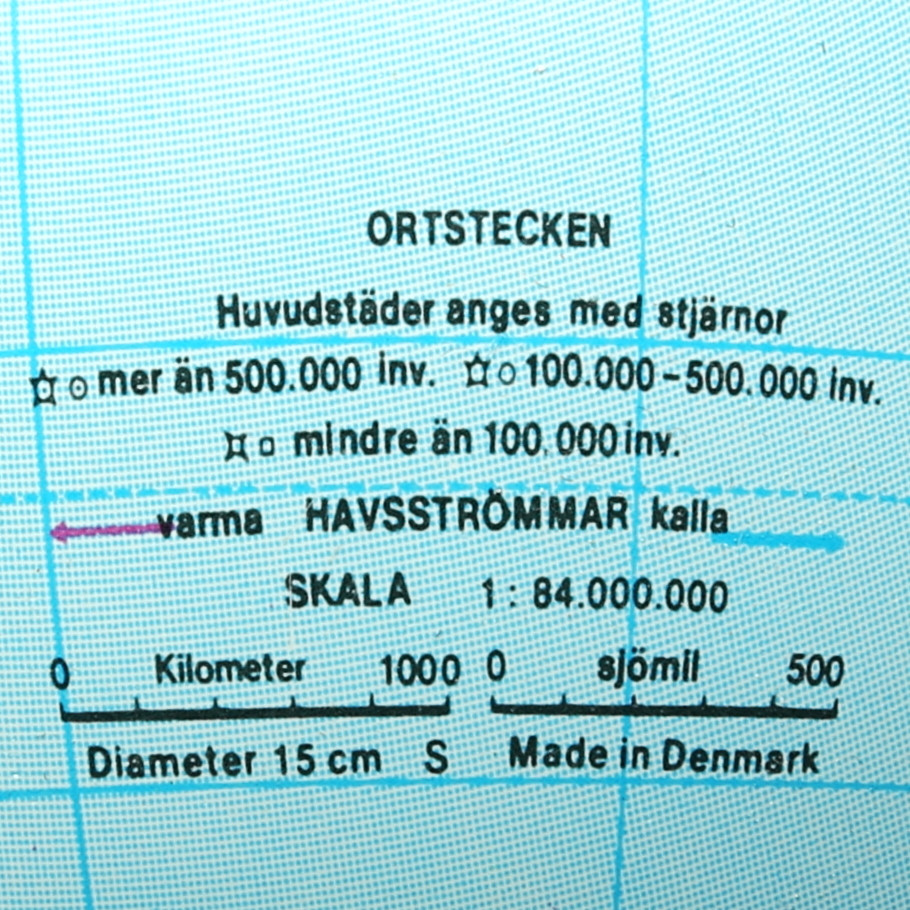 ORTSTECKEN
Huvudstäder anges med stjärnor
mer än 500.000 inv. 100.000-500.000 inv.
mindre än 100.000 inv.
varma HAVSSTRÖMMAR kalla
SKALA 1: 84.000.000
0 Kilometer 1000 0 sjömil 500
Diameter 15 cm S Made in Denmark